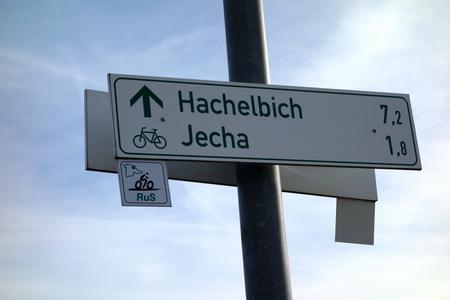 Hachelbich 7,2
Jecha 1,8
RuS